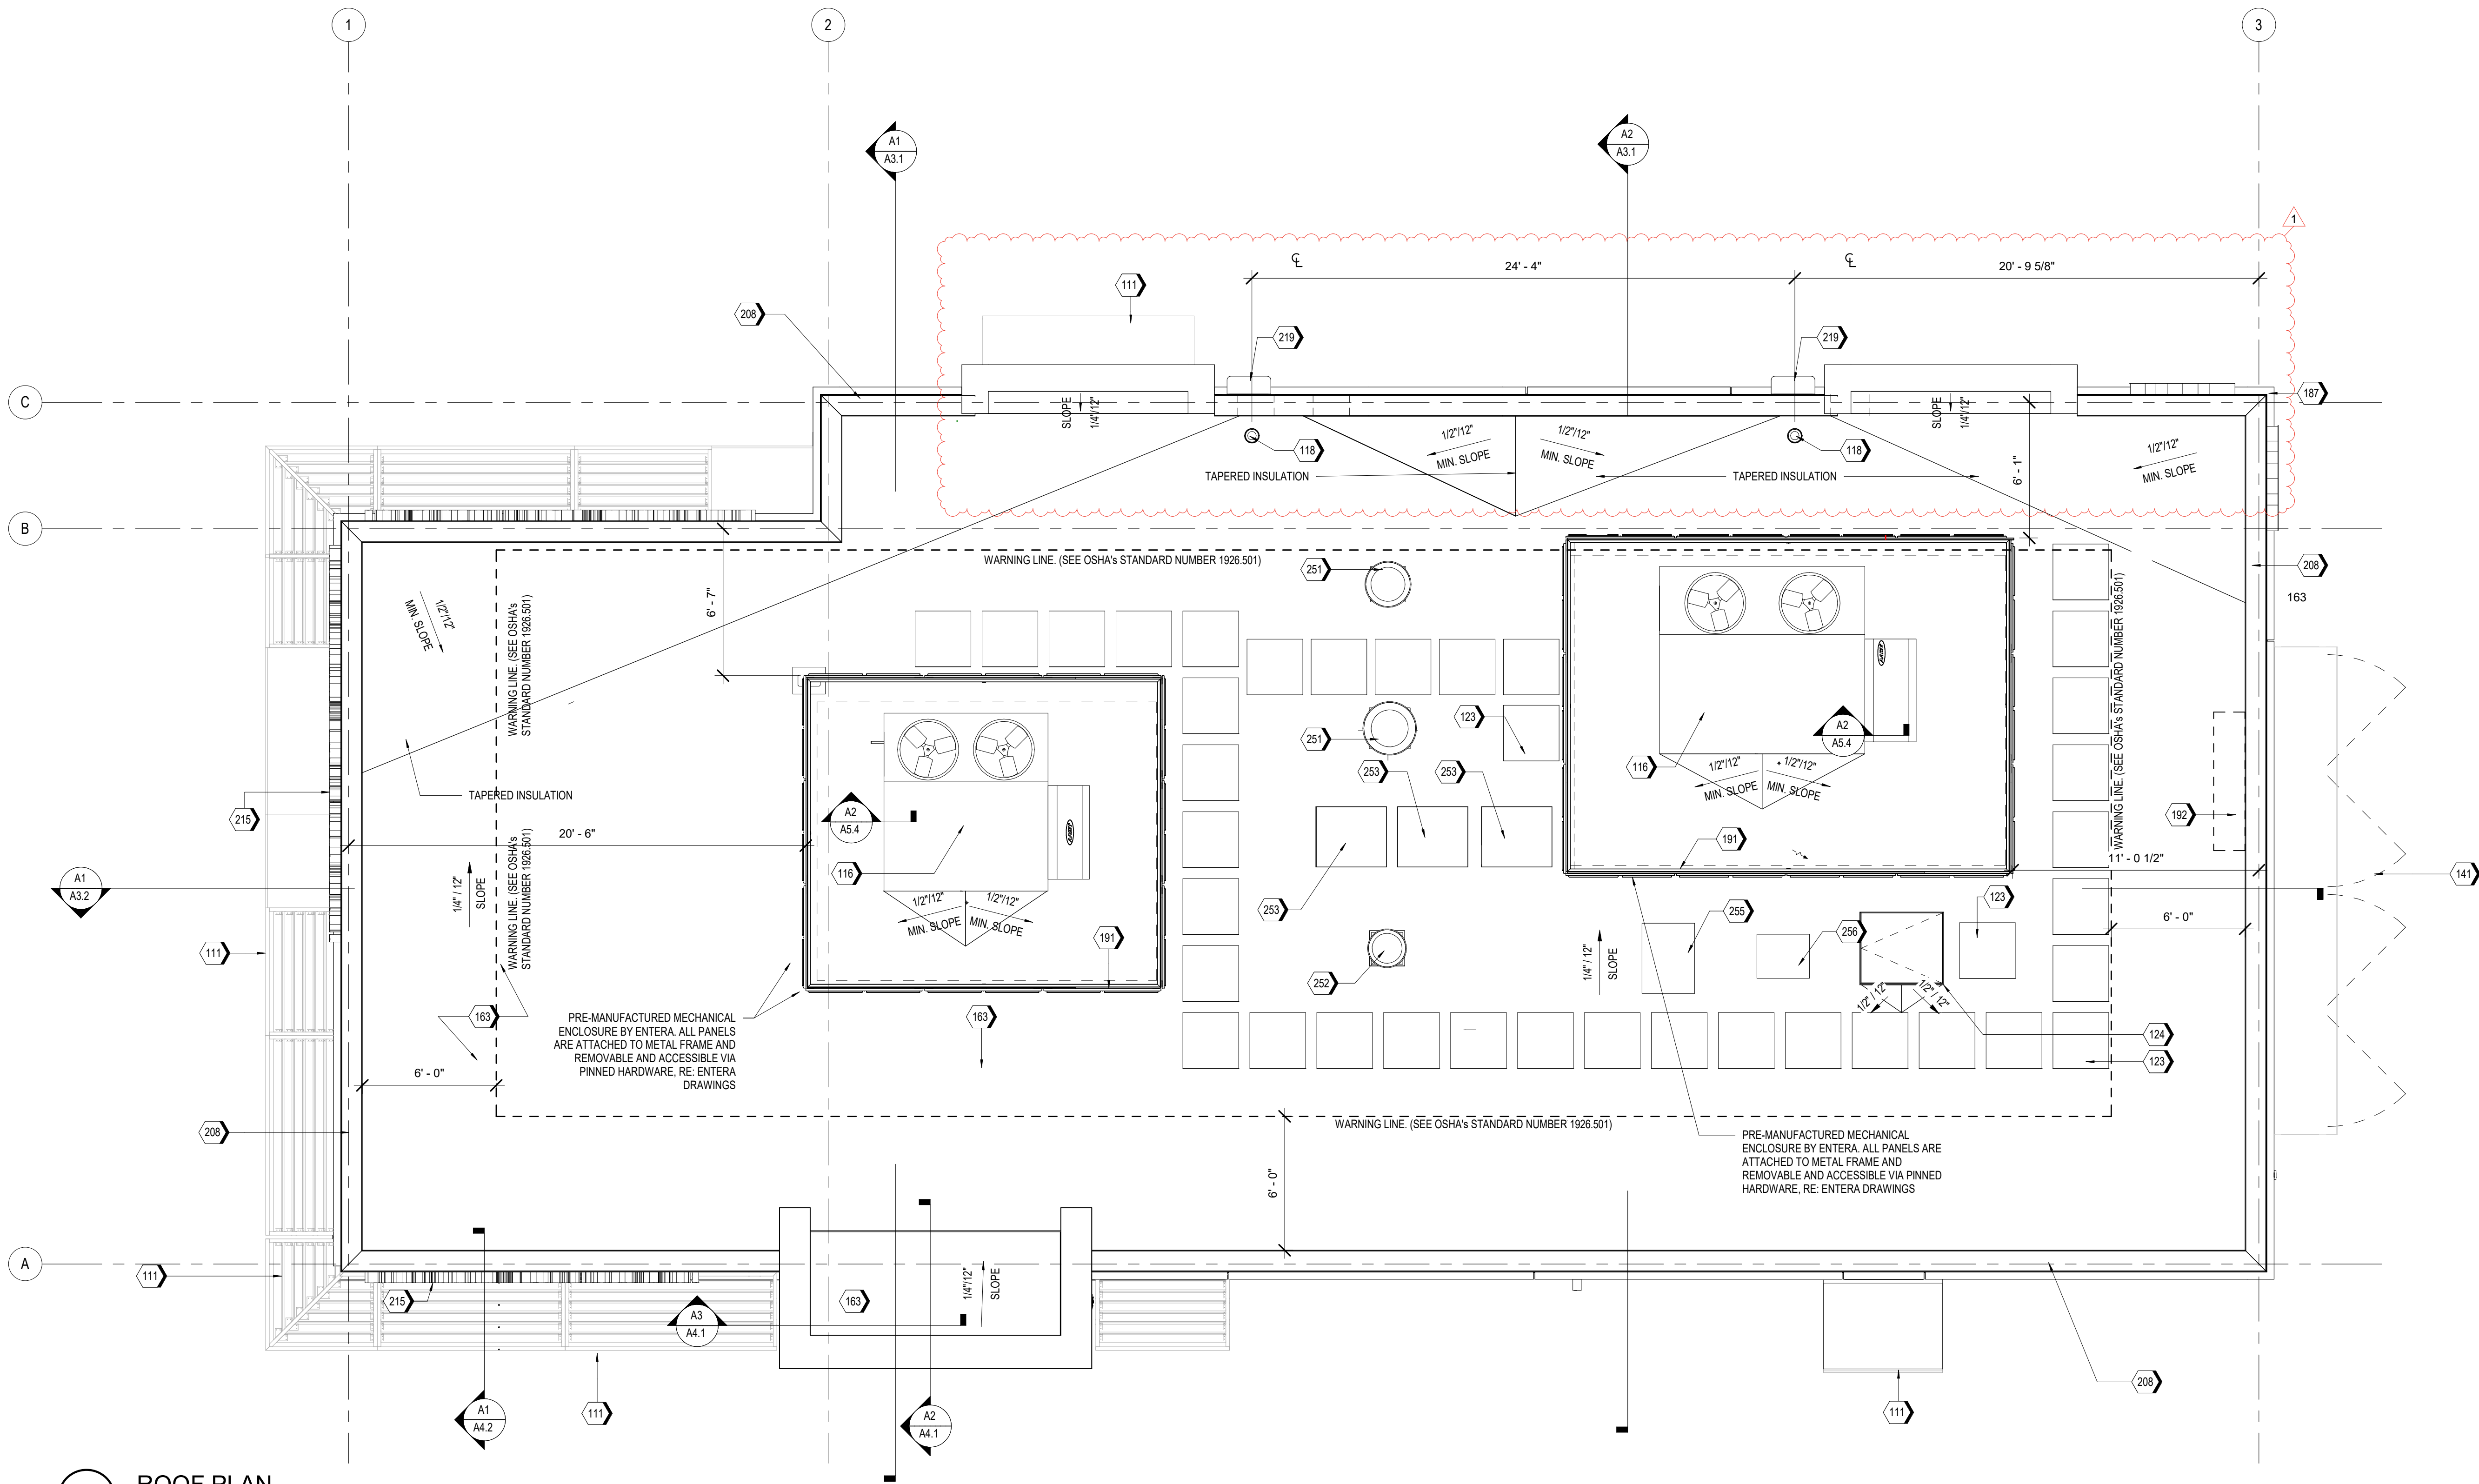 1
2
3
A1
A3.1
A2
A3.1
1
℄
24' - 4"
℄
20' - 9 5/8"
111
208
219
219
C
187
SLOPE
1/4"/12"
SLOPE
1/4"/12"
118
118
1/2"/12"
MIN. SLOPE
1/2"/12"
MIN. SLOPE
1/2"/12"
MIN. SLOPE
TAPERED INSULATION
TAPERED INSULATION
6' - 1"
B
WARNING LINE. (SEE OSHA's STANDARD NUMBER 1926.501)
251
208
163
1/2"/12"
MIN. SLOPE
WARNING LINE. (SEE OSHA's
STANDARD NUMBER 1926.501)
6' - 7"
WARNING LINE. (SEE OSHA's STANDARD NUMBER 1926.501)
251
123
A2
A5.4
253
253
116
1/2"/12"
MIN. SLOPE
1/2"/12"
MIN. SLOPE
TAPERED INSULATION
215
20' - 6"
A2
A5.4
192
191
11' - 0 1/2"
116
A1
A3.2
1/4" / 12"
SLOPE
WARNING LINE. (SEE OSHA's
STANDARD NUMBER 1926.501)
1/2"/12"
MIN. SLOPE
1/2"/12"
MIN. SLOPE
141
123
253
255
256
6' - 0"
191
111
1/4" / 12"
SLOPE
252
1/2" / 12"
1/2" / 12"
163
163
PRE-MANUFACTURED MECHANICAL
ENCLOSURE BY ENTERA. ALL PANELS
ARE ATTACHED TO METAL FRAME AND
REMOVABLE AND ACCESSIBLE VIA
PINNED HARDWARE, RE: ENTERA
DRAWINGS
124
123
6' - 0"
208
WARNING LINE. (SEE OSHA's STANDARD NUMBER 1926.501)
PRE-MANUFACTURED MECHANICAL
ENCLOSURE BY ENTERA. ALL PANELS ARE
ATTACHED TO METAL FRAME AND
REMOVABLE AND ACCESSIBLE VIA PINNED
HARDWARE, RE: ENTERA DRAWINGS
6' - 0"
A
111
215
A3
A4.1
163
1/4"/12"
SLOPE
208
A1
A4.2
111
A2
A4.1
111
ROOF PLAN